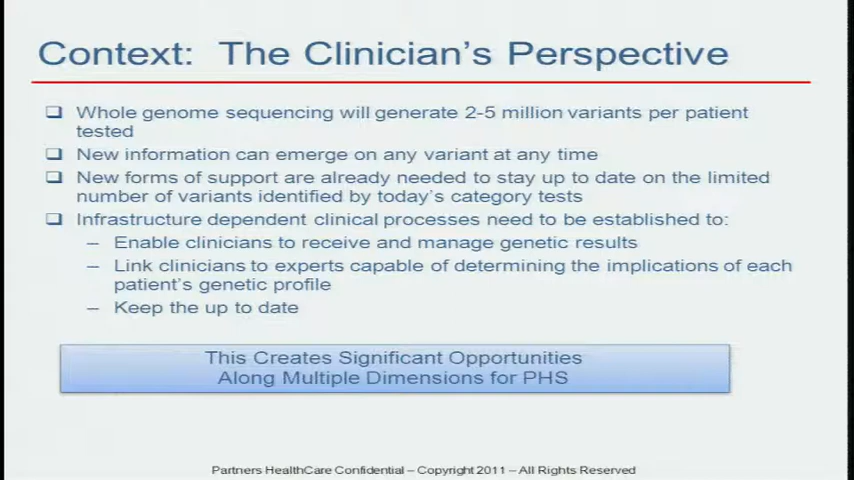 Context: The Clinician's Perspective
Whole genome sequencing will generate 2-5 million variants per patient
tested
New information can emerge on any variant at any time
New forms of support are already needed to stay up to date on the limited
number of variants identified by today's category tests
Infrastructure dependent clinical processes need to be established to:
– Enable clinicians to receive and manage genetic results
– Link clinicians to experts capable of determining the implications of each
patient's genetic profile
– Keep the up to date
This Creates Significant Opportunities
Along Multiple Dimensions for PHS
Partners HealthCare Confidential – Copyright 2011 – All Rights Reserved